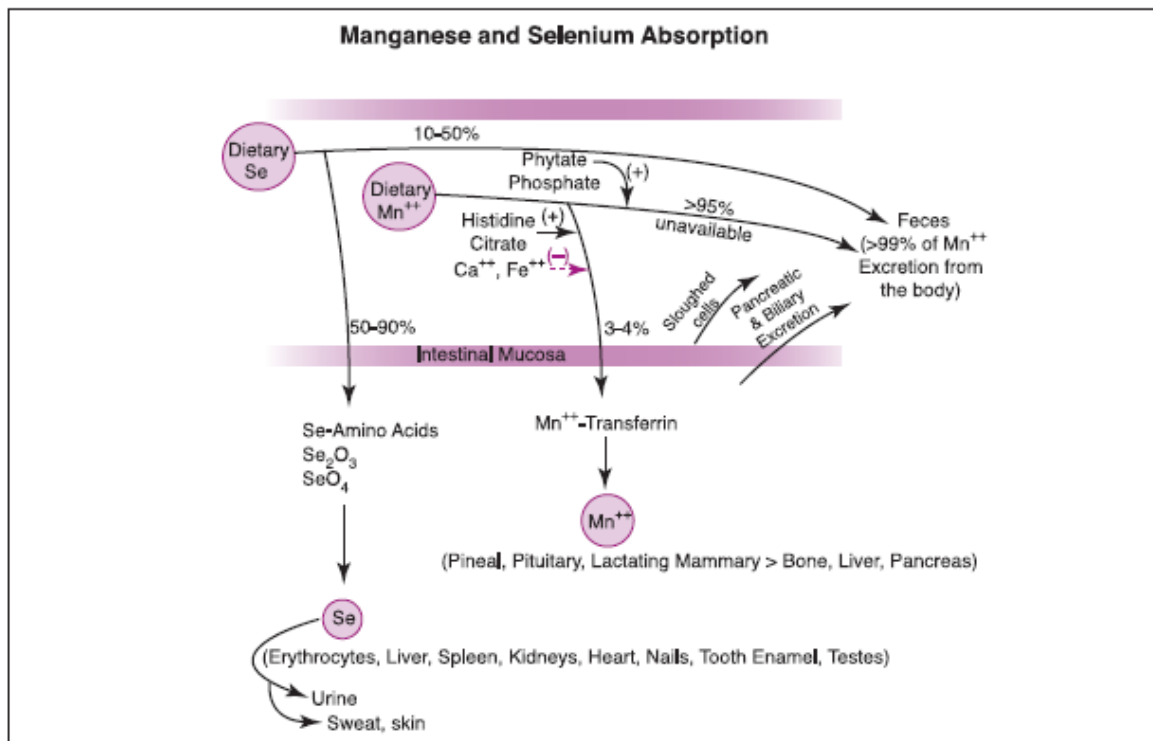 Manganese and Selenium Absorption
Dietary
Se
10–50%
Dietary
Mn⁺⁺
Phytate
Phosphate
(+)
>95%
unavailable
Feces
(>99% of Mn⁺⁺
Excretion from
the body)
Histidine
(+)
Citrate
Ca⁺⁺, Fe⁺⁺
(−)
Sloughed
cells
Pancreatic
& Biliary
Excretion
50–90%
3-4%
Intestinal Mucosa
Se-Amino Acids
Se₂O₃
SeO₄
Mn⁺⁺-Transferrin
Mn⁺⁺
(Pineal, Pituitary, Lactating Mammary > Bone, Liver, Pancreas)
Se
(Erythrocytes, Liver, Spleen, Kidneys, Heart, Nails, Tooth Enamel, Testes)
Urine
Sweat, skin